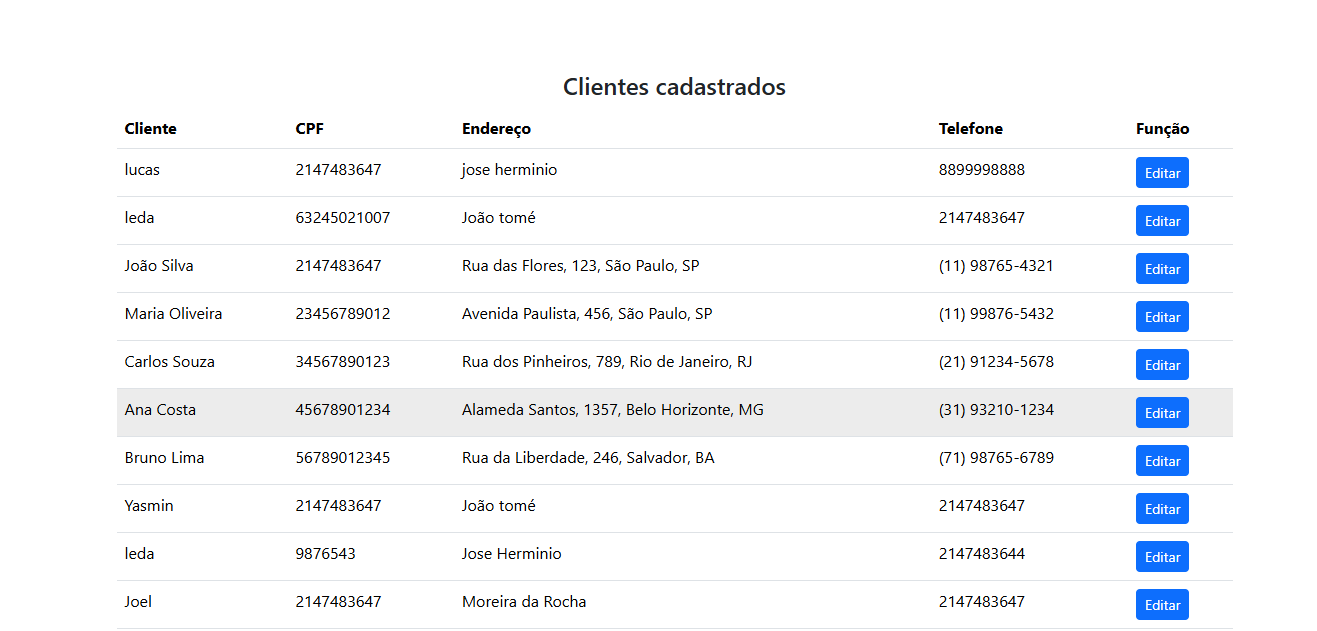 Clientes cadastrados
Cliente CPF Endereço Telefone Função
lucas 2147483647 jose herminio 8899998888 Editar
leda 63245021007 João tomé 2147483647 Editar
João Silva 2147483647 Rua das Flores, 123, São Paulo, SP (11) 98765-4321 Editar
Maria Oliveira 23456789012 Avenida Paulista, 456, São Paulo, SP (11) 99876-5432 Editar
Carlos Souza 34567890123 Rua dos Pinheiros, 789, Rio de Janeiro, RJ (21) 91234-5678 Editar
Ana Costa 45678901234 Alameda Santos, 1357, Belo Horizonte, MG (31) 93210-1234 Editar
Bruno Lima 56789012345 Rua da Liberdade, 246, Salvador, BA (71) 98765-6789 Editar
Yasmin 2147483647 João tomé 2147483647 Editar
leda 9876543 Jose Herminio 2147483644 Editar
Joel 2147483647 Moreira da Rocha 2147483647 Editar